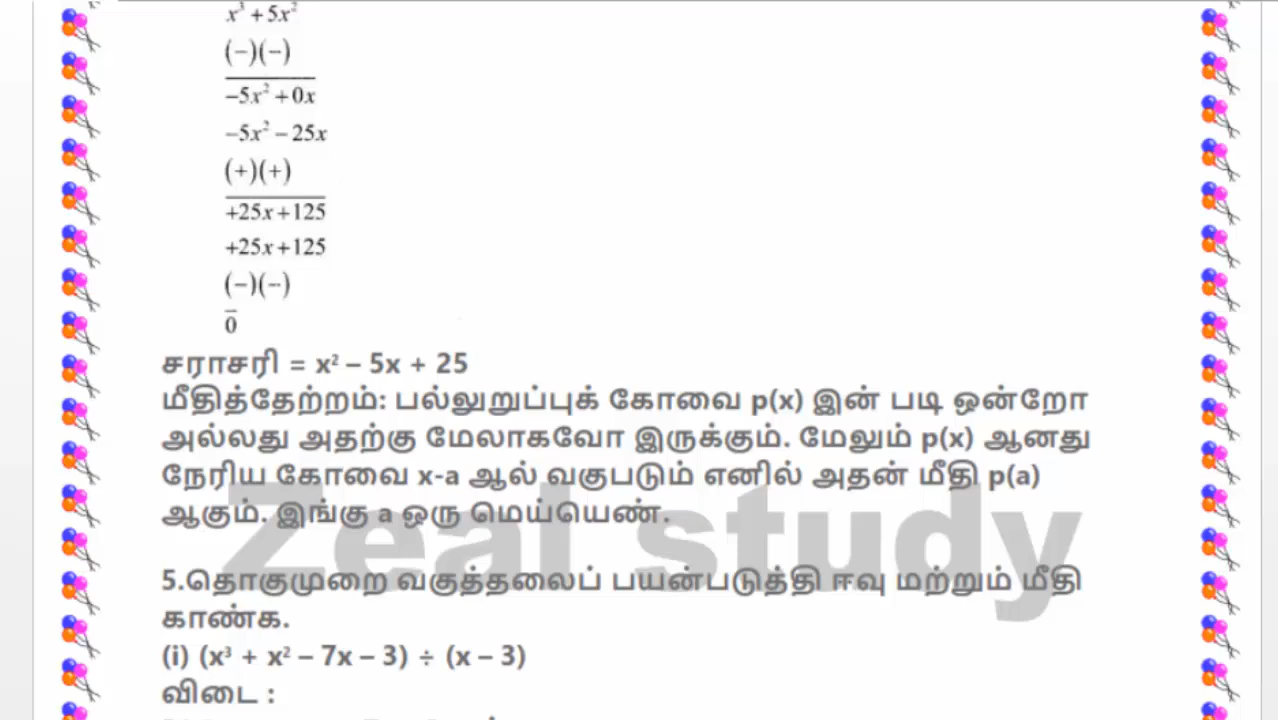 x³ + 5x²
(−)(−)
−5x² + 0x
−5x² − 25x
(+)(+)
+25x + 125
+25x + 125
(−)(−)
0
சராசரி = x² – 5x + 25
மீதித்தேற்றம்: பல்லுறுப்புக் கோவை p(x) இன் படி ஒன்றோ
அல்லது அதற்கு மேலாகவோ இருக்கும். மேலும் p(x) ஆனது
நேரிய கோவை x-a ஆல் வகுபடும் எனில் அதன் மீதி p(a)
ஆகும். இங்கு a ஒரு மெய்யெண்.
Zeal study
5.தொகுமுறை வகுத்தலைப் பயன்படுத்தி ஈவு மற்றும் மீதி
காண்க.
(i) (x³ + x² – 7x – 3) ÷ (x – 3)
விடை :